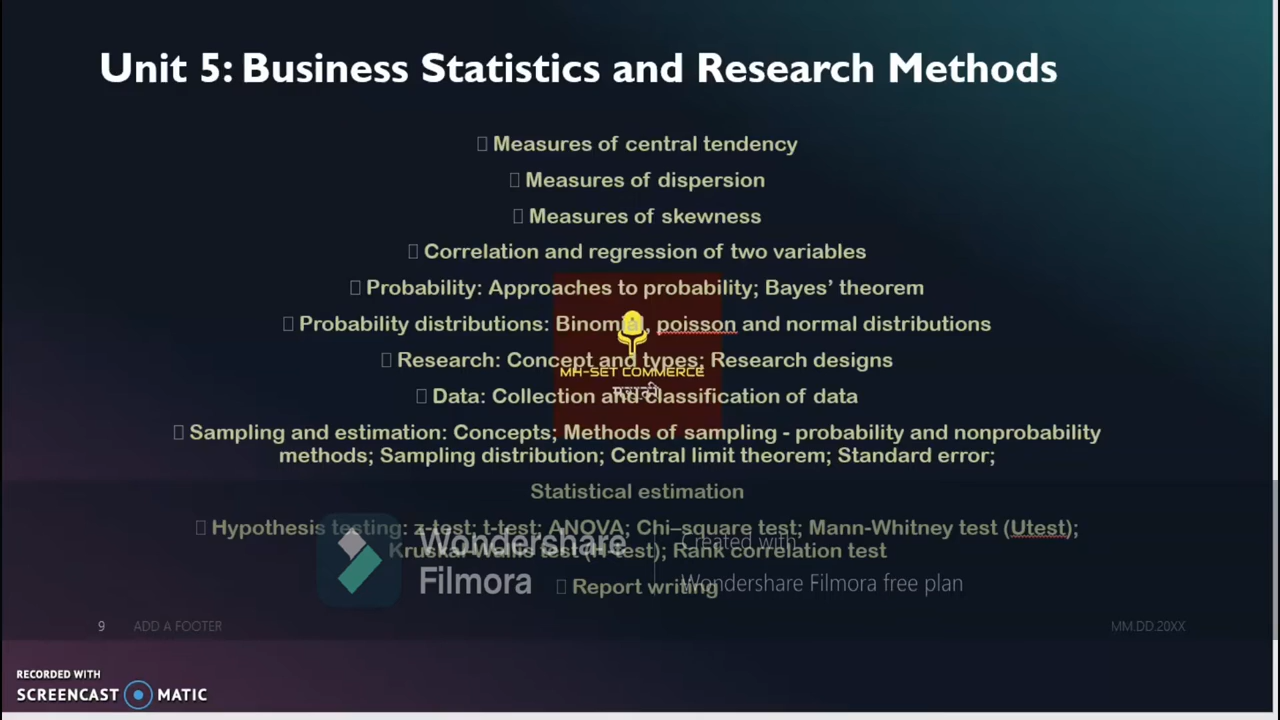 Unit 5: Business Statistics and Research Methods
Measures of central tendency
Measures of dispersion
Measures of skewness
Correlation and regression of two variables
Probability: Approaches to probability; Bayes’ theorem
Probability distributions: Binomial, poisson and normal distributions
Research: Concept and types; Research designs
MH-SET COMMERCE
मराठी
Data: Collection and classification of data
Sampling and estimation: Concepts; Methods of sampling - probability and nonprobability
methods; Sampling distribution; Central limit theorem; Standard error;
Statistical estimation
Hypothesis testing: z-test; t-test; ANOVA; Chi–square test; Mann-Whitney test (Utest);
Kruskal-Wallis test (H-test); Rank correlation test
Wondershare
Filmora
Created with
Wondershare Filmora free plan
Report writing
9 ADD A FOOTER MM.DD.20XX
RECORDED WITH
SCREENCAST MATIC